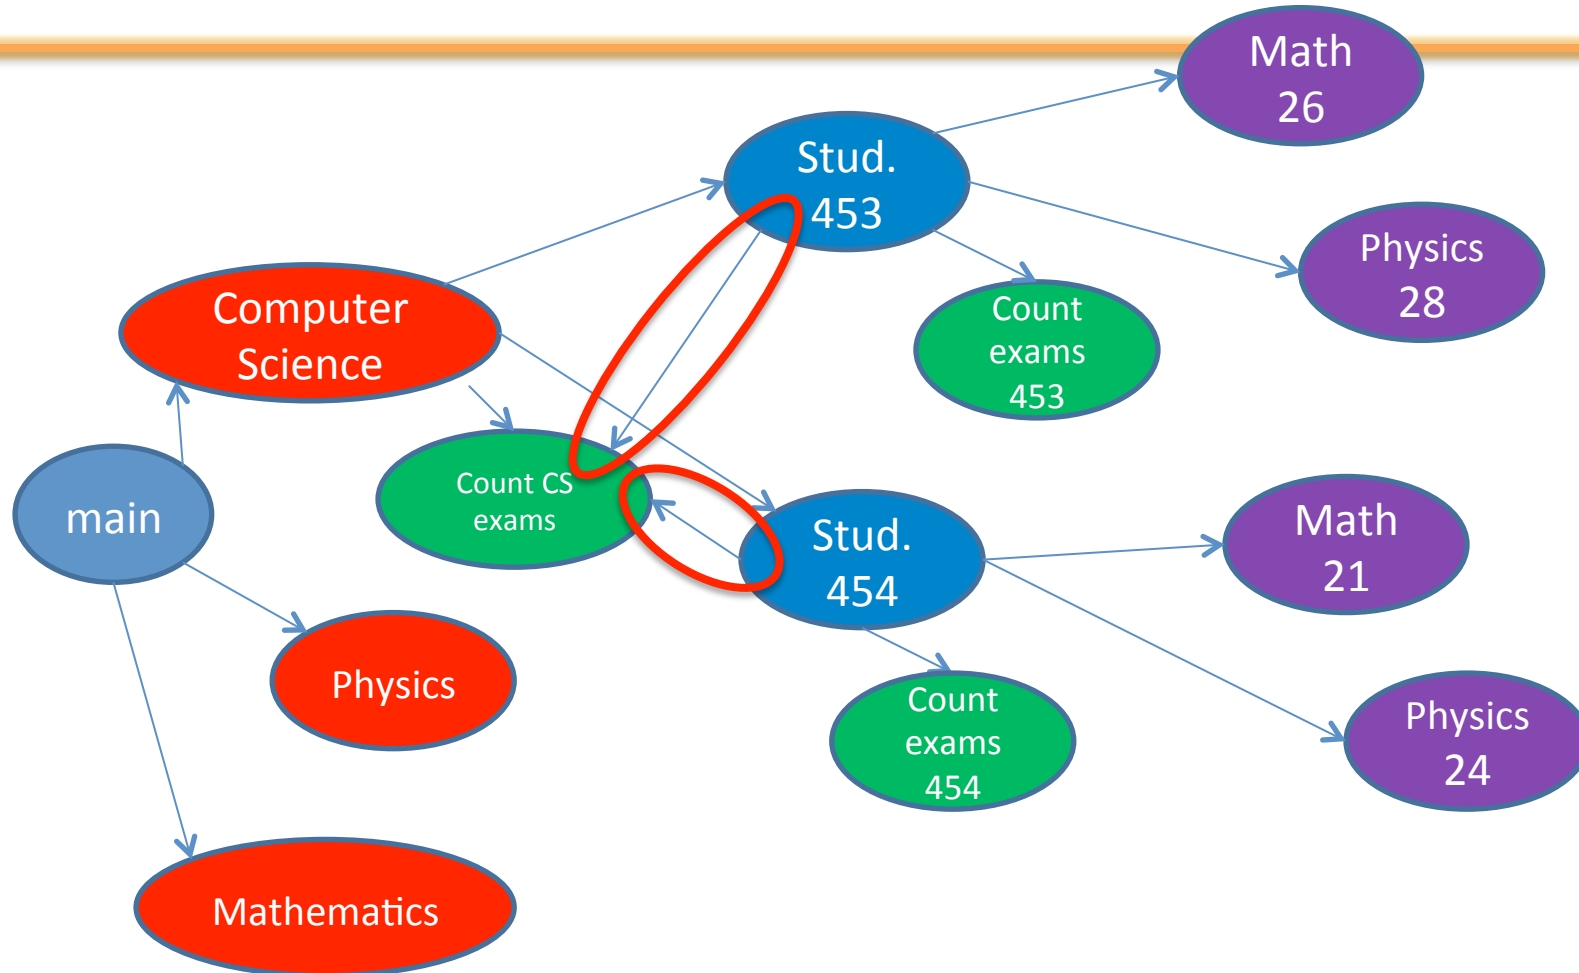 Math
26
Stud.
453
Physics
28
Computer
Science
Count
exams
453
Count CS
exams
main
Stud.
454
Math
21
Physics
Count
exams
454
Physics
24
Mathematics